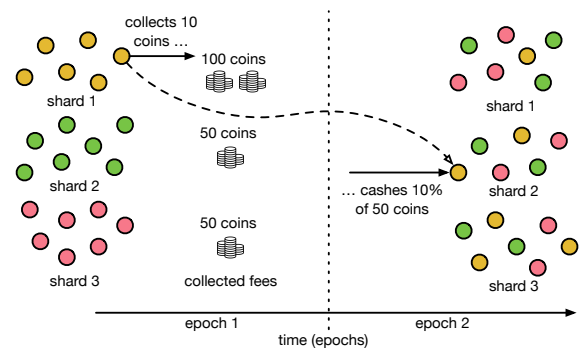 collects 10
coins ...
100 coins
shard 1
shard 1
50 coins
shard 2
... cashes 10%
of 50 coins
shard 2
50 coins
shard 3
collected fees
shard 3
epoch 1
epoch 2
time (epochs)